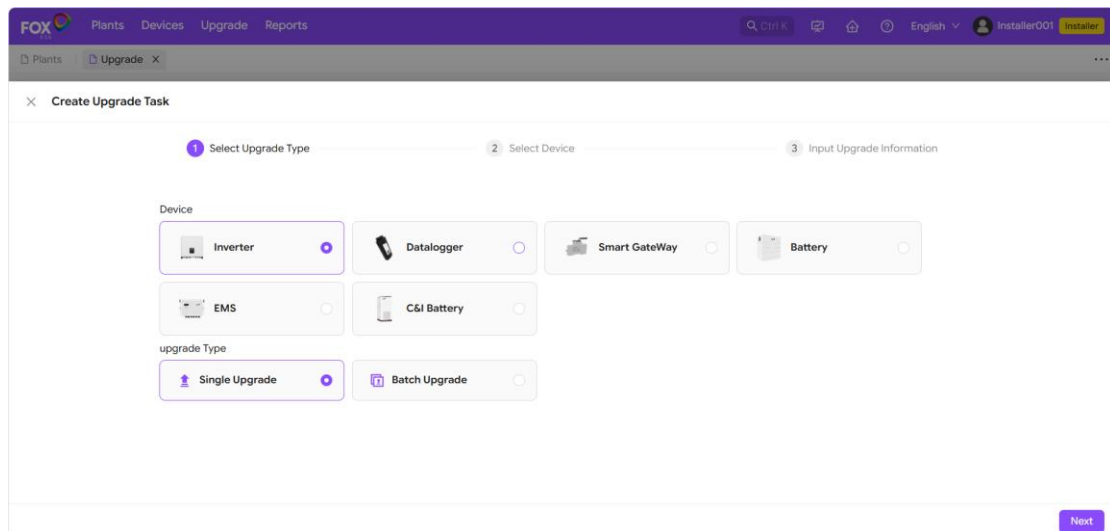 FOX ESS Plants Devices Upgrade Reports Ctrl K English Installer001 Installer
Plants Upgrade X ...
Create Upgrade Task
1 Select Upgrade Type 2 Select Device 3 Input Upgrade Information
Device
Inverter Datalogger Smart GateWay Battery
EMS C&I Battery
upgrade Type
Single Upgrade Batch Upgrade
Next